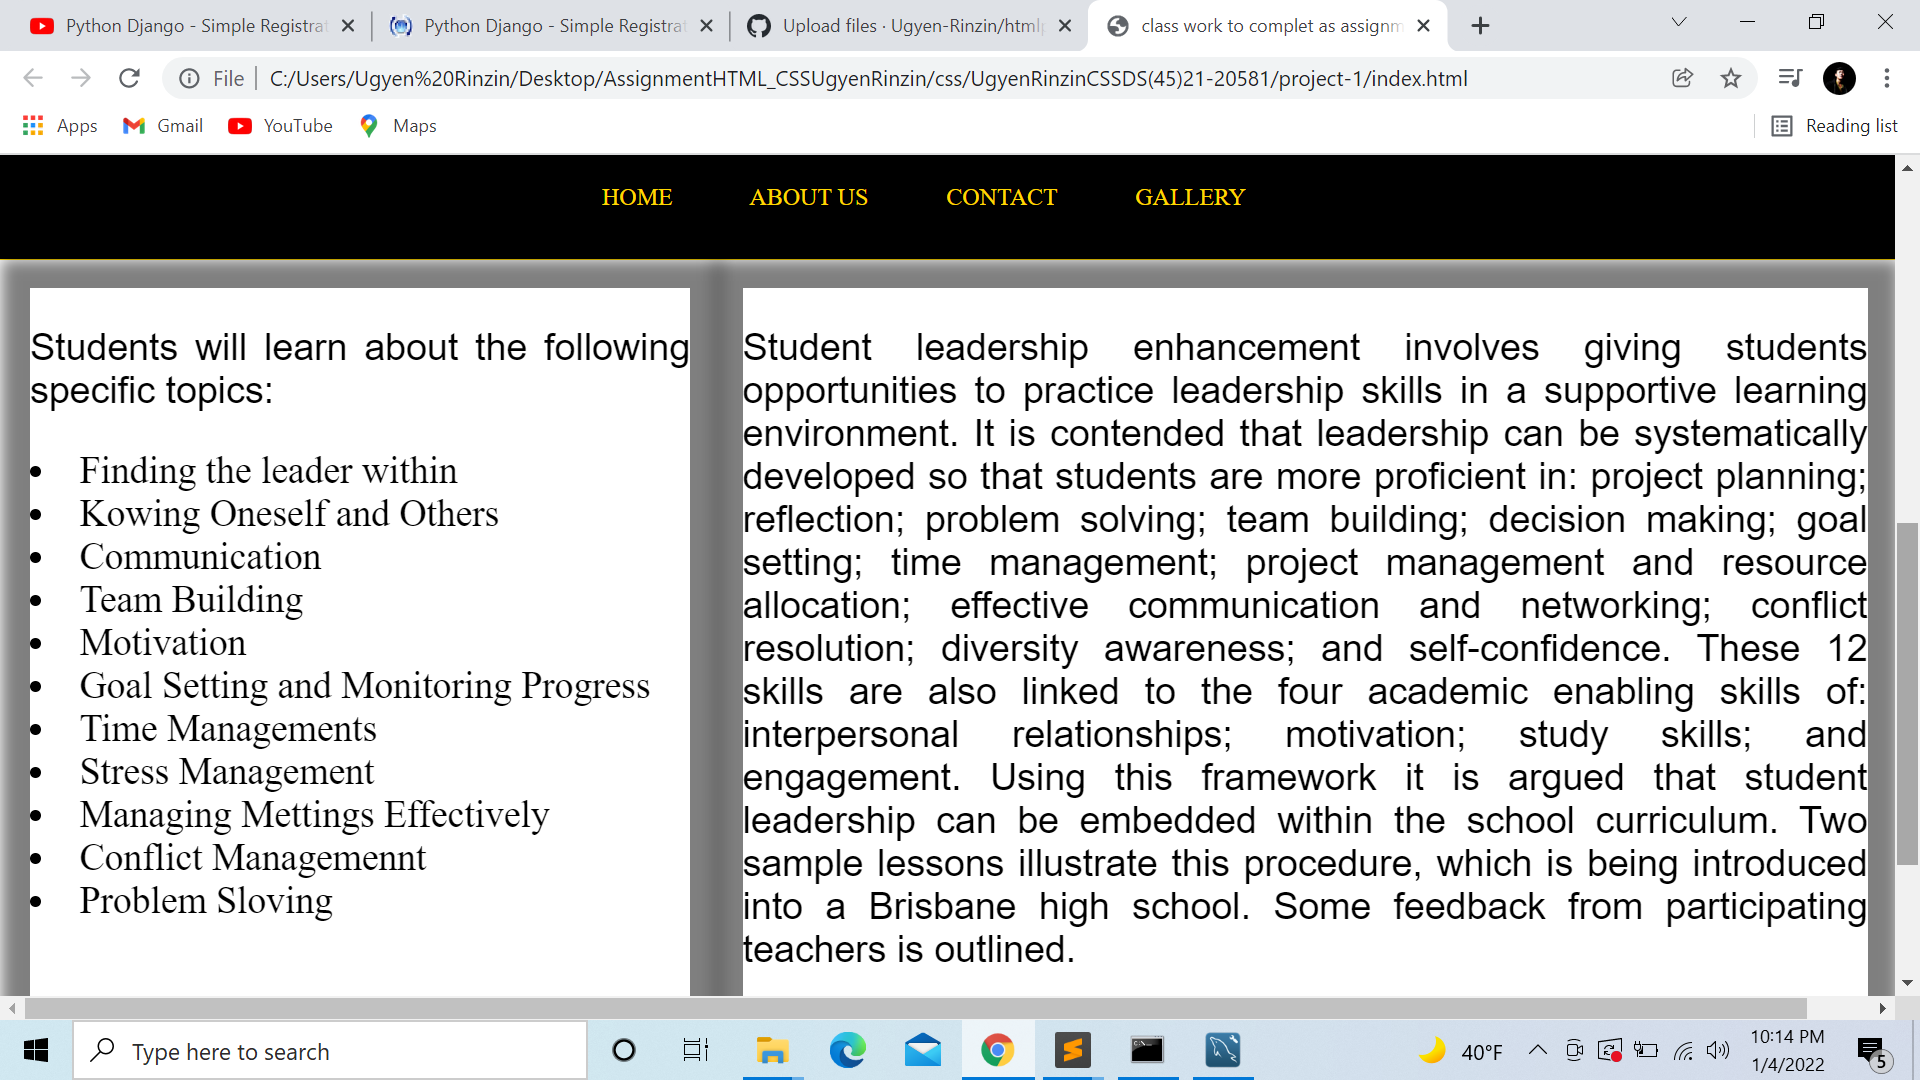 Python Django - Simple Registrat
Python Django - Simple Registrat
Upload files · Ugyen-Rinzin/htmlp
class work to complet as assignm
File
C:/Users/Ugyen%20Rinzin/Desktop/AssignmentHTML_CSSUgyenRinzin/css/UgyenRinzinCSSDS(45)21-20581/project-1/index.html
Apps
Gmail
YouTube
Maps
Reading list
HOME
ABOUT US
CONTACT
GALLERY
Students will learn about the following
specific topics:
• Finding the leader within
• Kowing Oneself and Others
• Communication
• Team Building
• Motivation
• Goal Setting and Monitoring Progress
• Time Managements
• Stress Management
• Managing Mettings Effectively
• Conflict Managemennt
• Problem Sloving
Student leadership enhancement involves giving students
opportunities to practice leadership skills in a supportive learning
environment. It is contended that leadership can be systematically
developed so that students are more proficient in: project planning;
reflection; problem solving; team building; decision making; goal
setting; time management; project management and resource
allocation; effective communication and networking; conflict
resolution; diversity awareness; and self-confidence. These 12
skills are also linked to the four academic enabling skills of:
interpersonal relationships; motivation; study skills; and
engagement. Using this framework it is argued that student
leadership can be embedded within the school curriculum. Two
sample lessons illustrate this procedure, which is being introduced
into a Brisbane high school. Some feedback from participating
teachers is outlined.
Type here to search
40°F
10:14 PM
1/4/2022
5